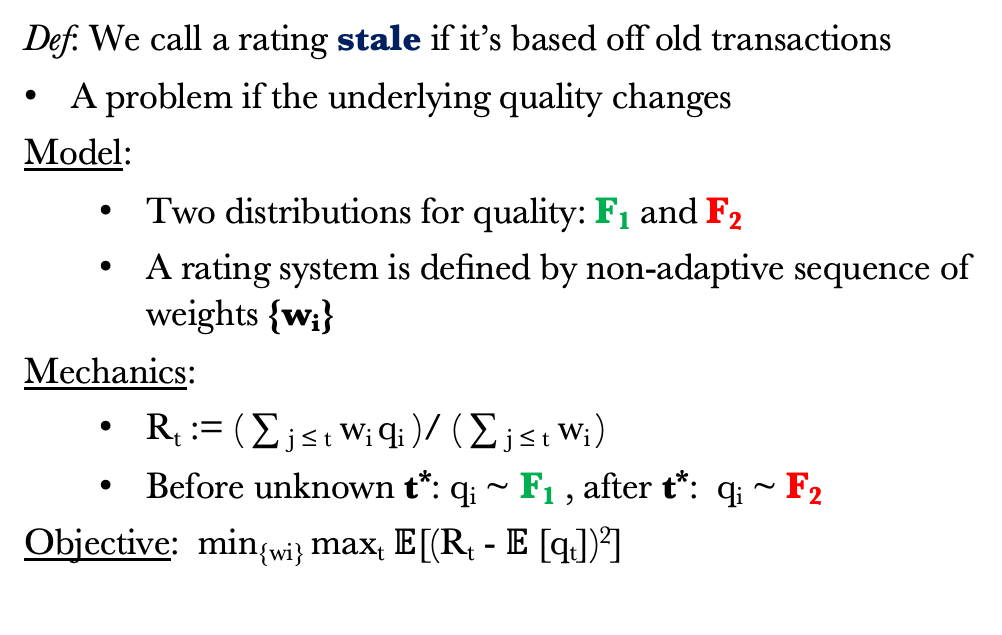 Def: We call a rating stale if it's based off old transactions
• A problem if the underlying quality changes
Model:
• Two distributions for quality: F₁ and F₂
• A rating system is defined by non-adaptive sequence of
weights {wᵢ}
Mechanics:
• Rₜ := ( ∑ ⱼ ≤ ₜ wᵢ qᵢ )/ ( ∑ ⱼ ≤ ₜ wᵢ )
• Before unknown t*: qᵢ ~ F₁ , after t*: qᵢ ~ F₂
Objective: min_{wi} maxₜ 𝔼[(Rₜ - 𝔼 [qₜ])²]